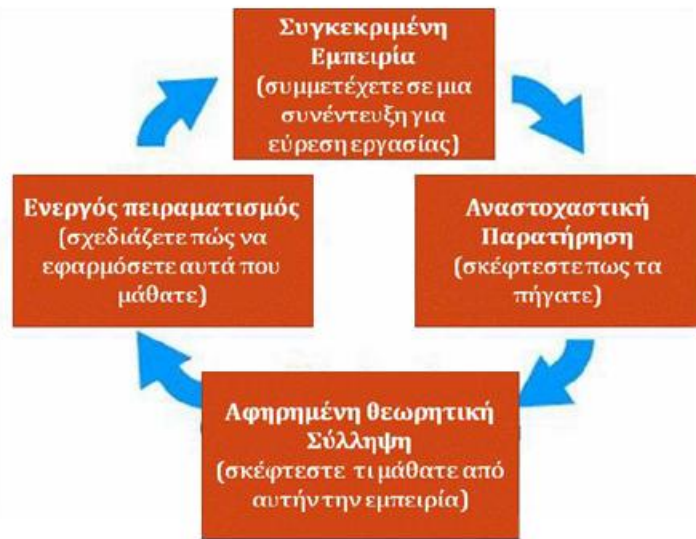 Συγκεκριμένη
Εμπειρία
(συμμετέχετε σε μια
συνέντευξη για
εύρεση εργασίας)
Αναστοχαστική
Παρατήρηση
(σκέφτεστε πως τα
πήγατε)
Αφηρημένη θεωρητική
Σύλληψη
(σκέφτεστε τι μάθατε από
αυτήν την εμπειρία)
Ενεργός πειραματισμός
(σχεδιάζετε πώς να
εφαρμόσετε αυτά που
μάθατε)